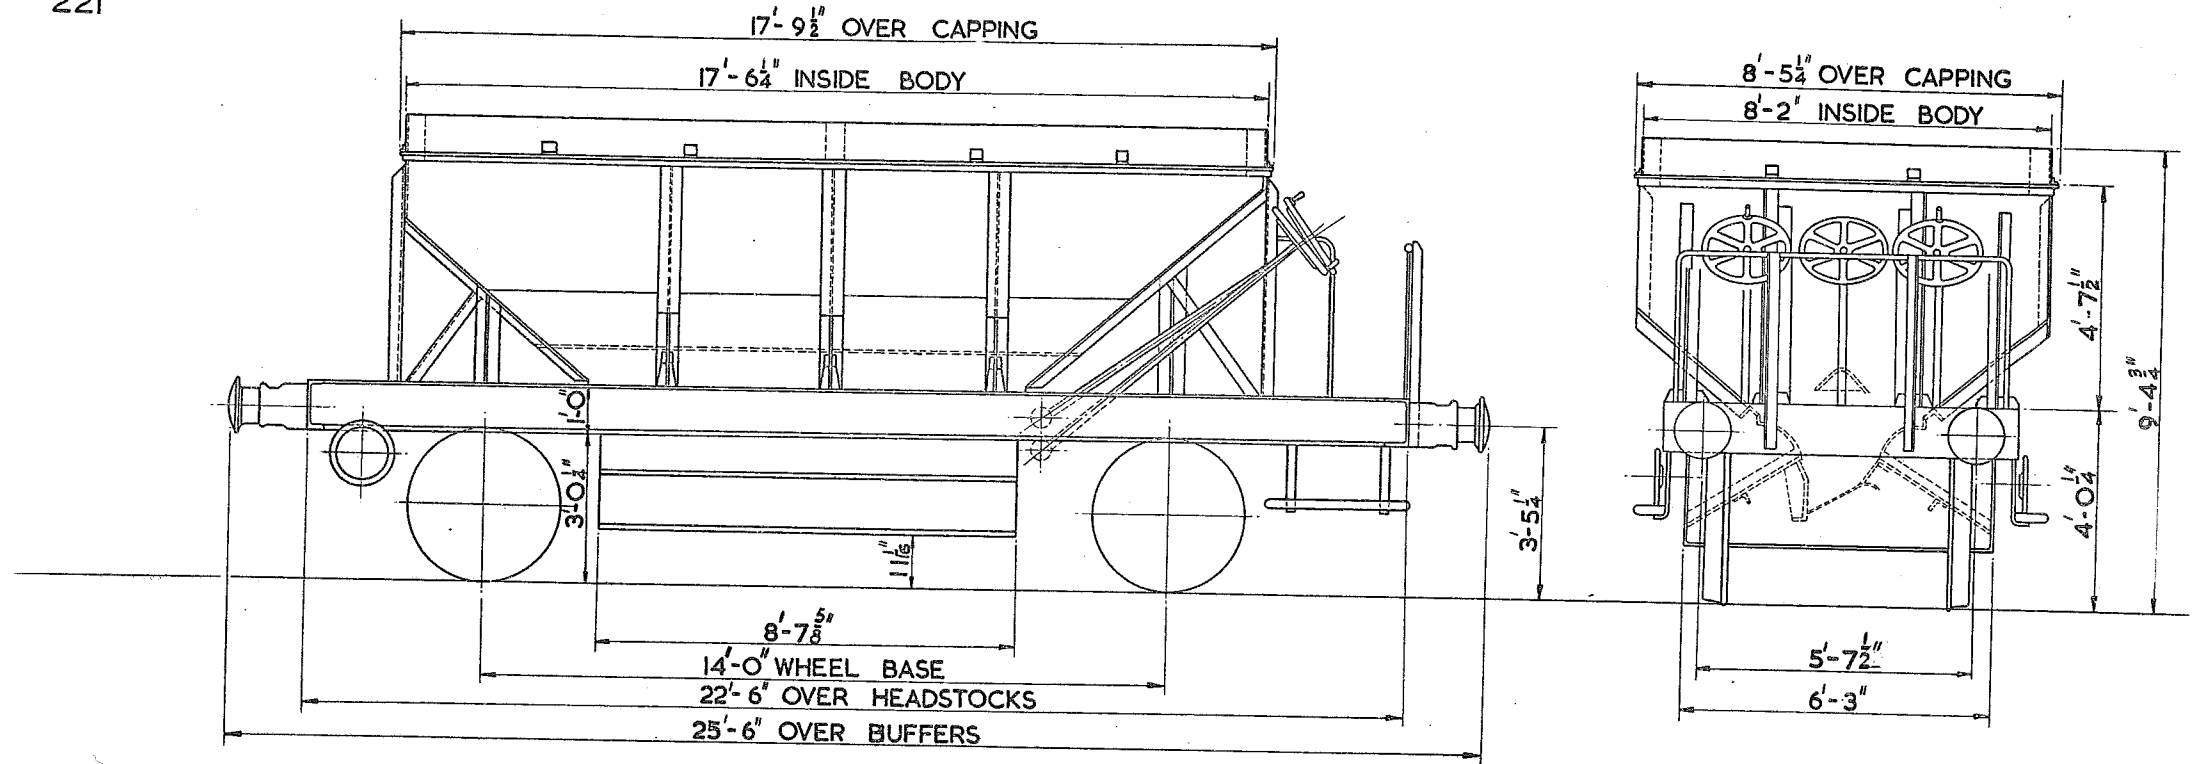 221
17'-9½" OVER CAPPING
17'-6¼" INSIDE BODY
8'-5¼" OVER CAPPING
8'-2" INSIDE BODY
4'-7½"
9'-4¾"
1'-0"
3'-0¼"
11 1/16"
3'-5¼"
4'-0¼"
8'-7⅝"
14'-0" WHEEL BASE
22'-6" OVER HEADSTOCKS
25'-6" OVER BUFFERS
5'-7½"
6'-3"